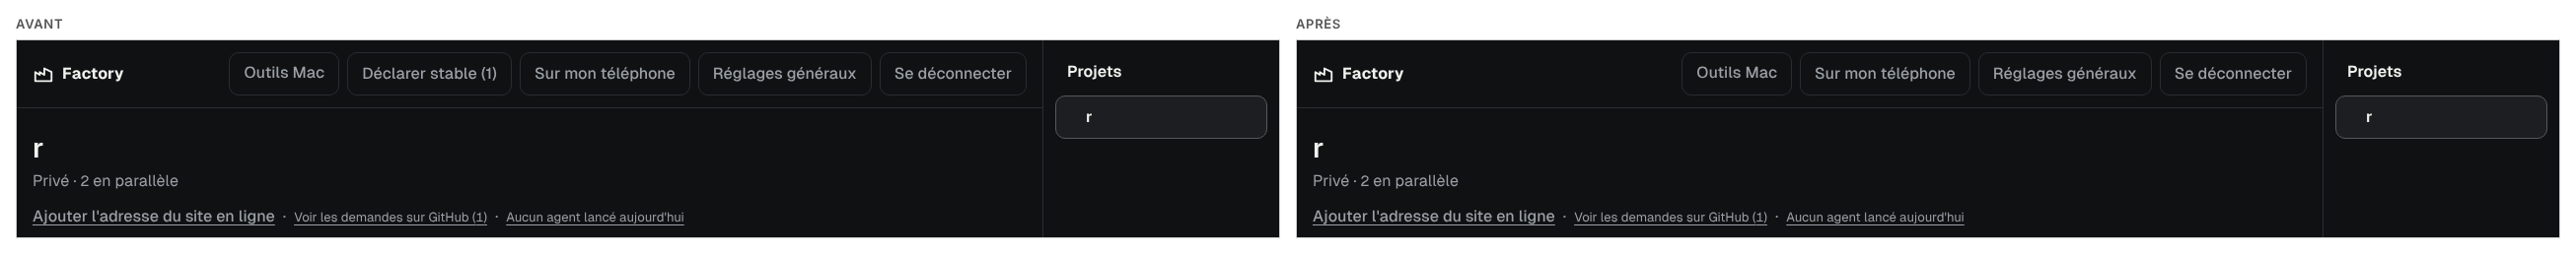 AVANT
Factory
Outils Mac
Déclarer stable (1)
Sur mon téléphone
Réglages généraux
Se déconnecter
Projets
r
r
Privé · 2 en parallèle
Ajouter l'adresse du site en ligne · Voir les demandes sur GitHub (1) · Aucun agent lancé aujourd'hui
APRÈS
Factory
Outils Mac
Sur mon téléphone
Réglages généraux
Se déconnecter
Projets
r
r
Privé · 2 en parallèle
Ajouter l'adresse du site en ligne · Voir les demandes sur GitHub (1) · Aucun agent lancé aujourd'hui